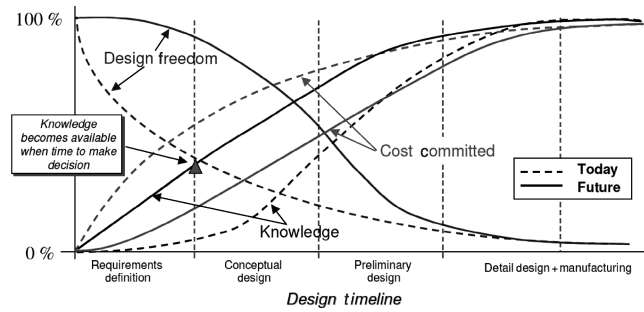 100 %
Design freedom
Knowledge
becomes available
when time to make
decision
Cost committed
Today
Future
Knowledge
0 %
Requirements
definition
Conceptual
design
Preliminary
design
Detail design + manufacturing
Design timeline